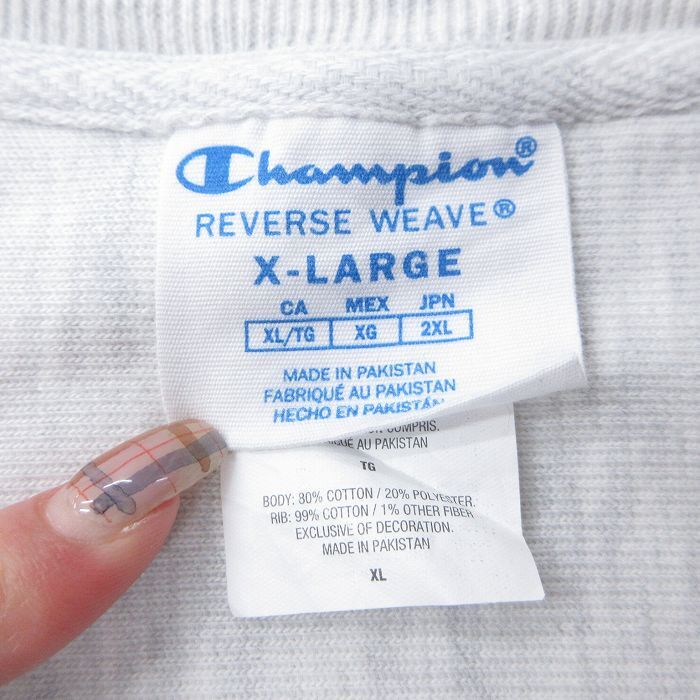 Champion®
REVERSE WEAVE®
X-LARGE
CA MEX JPN
XL/TG XG 2XL
MADE IN PAKISTAN
FABRIQUÉ AU PAKISTAN
HECHO EN PAKISTÁN
COMPRIS.
AU PAKISTAN
TG
BODY: 80% COTTON / 20% POLYESTER.
RIB: 99% COTTON / 1% OTHER FIBER
EXCLUSIVE OF DECORATION.
MADE IN PAKISTAN
XL